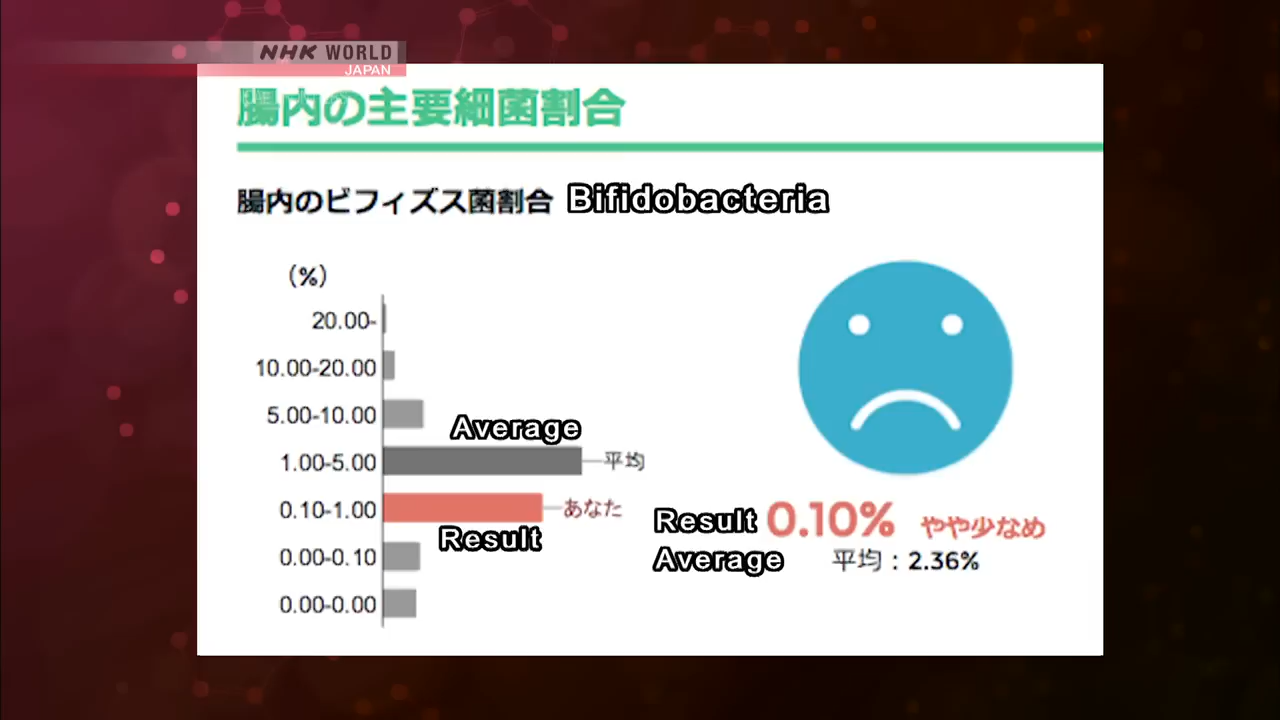 NHK WORLD
JAPAN
腸内の主要細菌割合
腸内のビフィズス菌割合 Bifidobacteria
(%)
20.00-
10.00-20.00
5.00-10.00
Average
1.00-5.00 平均
0.10-1.00 あなた
Result
0.00-0.10
0.00-0.00
Result 0.10% やや少なめ
Average 平均：2.36%